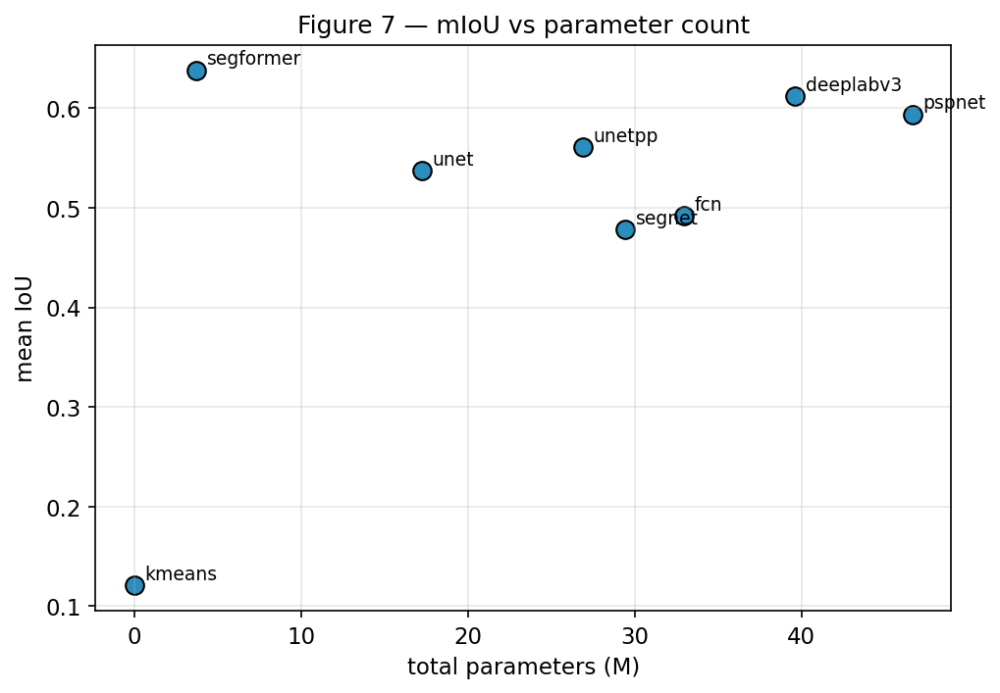 Figure 7 — mIoU vs parameter count
segformer
deeplabv3
pspnet
unetpp
unet
fcn
segnet
kmeans
mean IoU
0.6
0.5
0.4
0.3
0.2
0.1
0 10 20 30 40
total parameters (M)